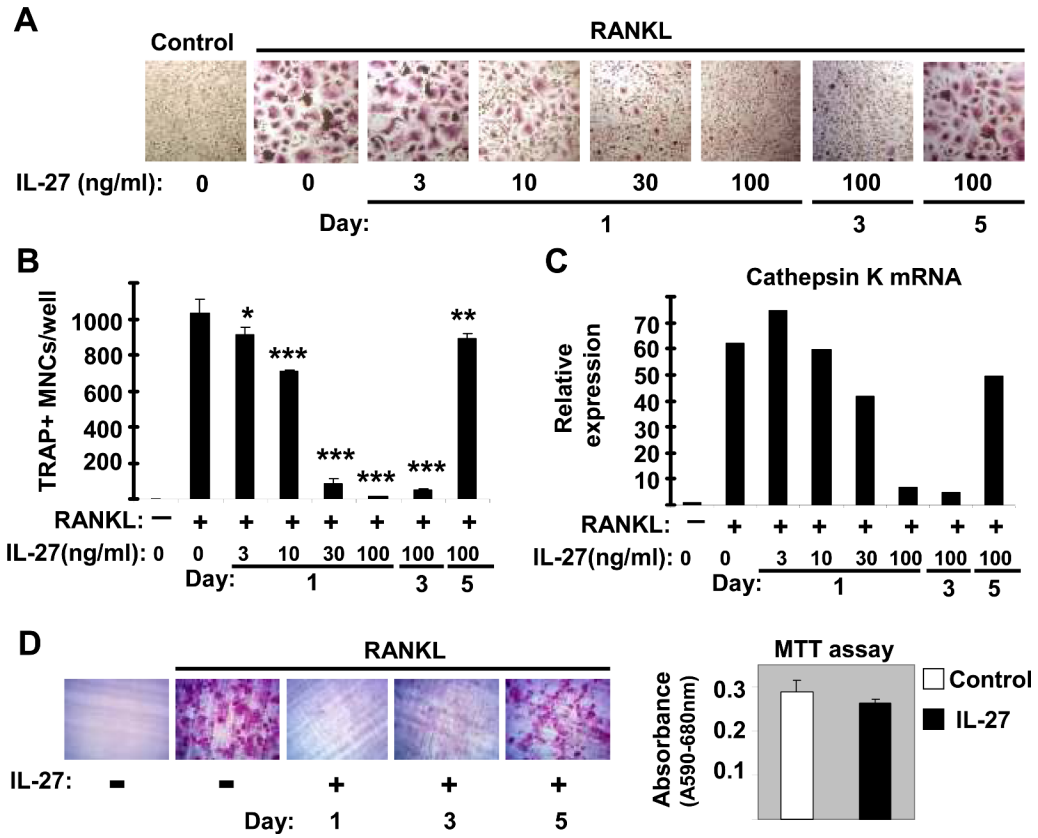 A
Control
RANKL
IL-27 (ng/ml): 0 0 3 10 30 100 100 100
Day: 1 3 5
B
TRAP+ MNCs/well
1000
800
600
400
200
*
***
***
***
***
**
RANKL: − + + + + + + +
IL-27(ng/ml): 0 0 3 10 30 100 100 100
Day: 1 3 5
C
Cathepsin K mRNA
Relative
expression
70
60
50
40
30
20
10
RANKL: − + + + + + + +
IL-27(ng/ml): 0 0 3 10 30 100 100 100
Day: 1 3 5
D
RANKL
IL-27: - - + + +
Day: 1 3 5
MTT assay
Absorbance
(A590-680nm)
0.3
0.2
0.1
Control
IL-27